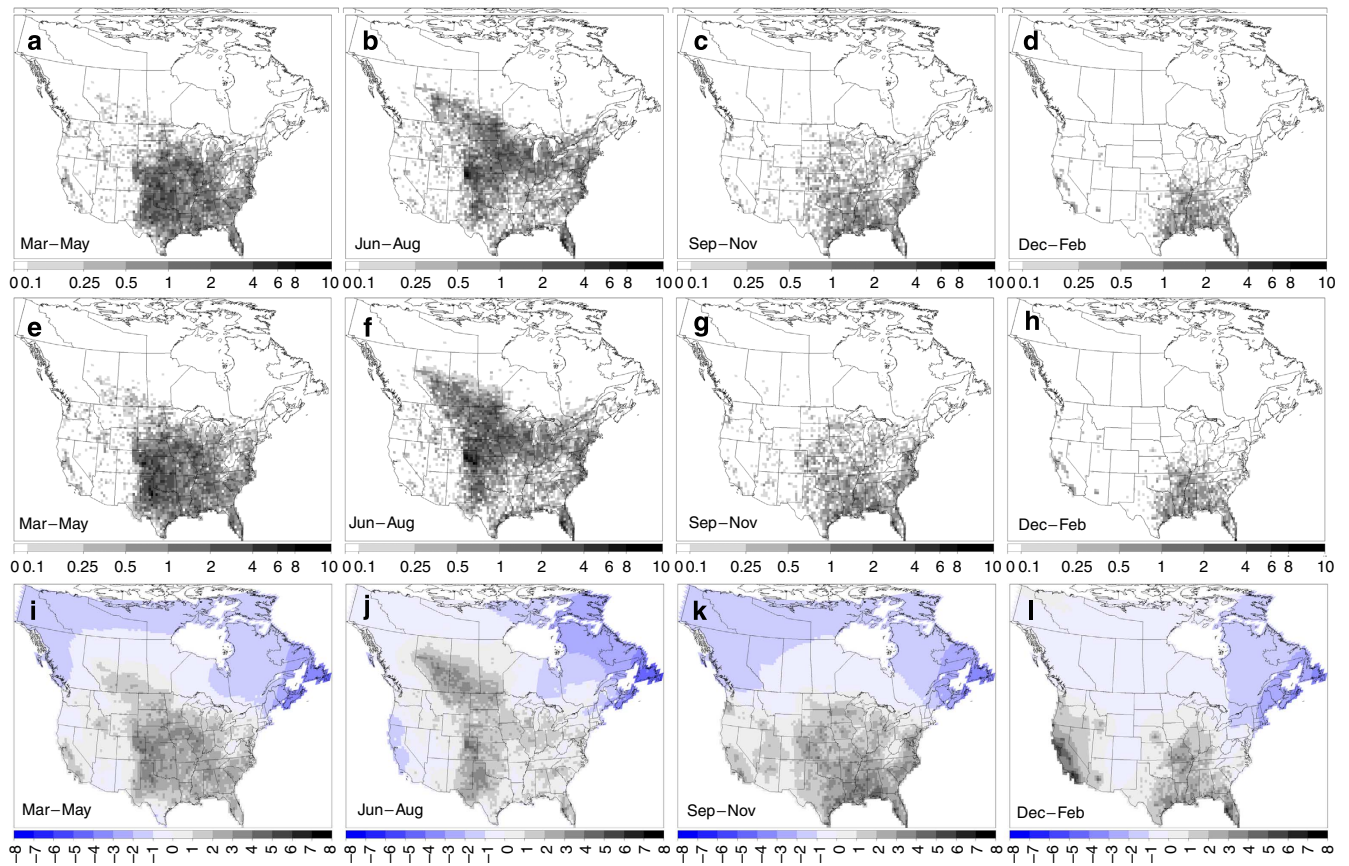 a b c d
Mar–May Jun–Aug Sep–Nov Dec–Feb
0 0.1 0.25 0.5 1 2 4 6 8 10 0 0.1 0.25 0.5 1 2 4 6 8 10 0 0.1 0.25 0.5 1 2 4 6 8 10 0 0.1 0.25 0.5 1 2 4 6 8 10
e f g h
Mar–May Jun–Aug Sep–Nov Dec–Feb
0 0.1 0.25 0.5 1 2 4 6 8 10 0 0.1 0.25 0.5 1 2 4 6 8 10 0 0.1 0.25 0.5 1 2 4 6 8 10 0 0.1 0.25 0.5 1 2 4 6 8 10
i j k l
Mar–May Jun–Aug Sep–Nov Dec–Feb
−8 −7 −6 −5 −4 −3 −2 −1 0 1 2 3 4 5 6 7 8 −8 −7 −6 −5 −4 −3 −2 −1 0 1 2 3 4 5 6 7 8 −8 −7 −6 −5 −4 −3 −2 −1 0 1 2 3 4 5 6 7 8 −8 −7 −6 −5 −4 −3 −2 −1 0 1 2 3 4 5 6 7 8